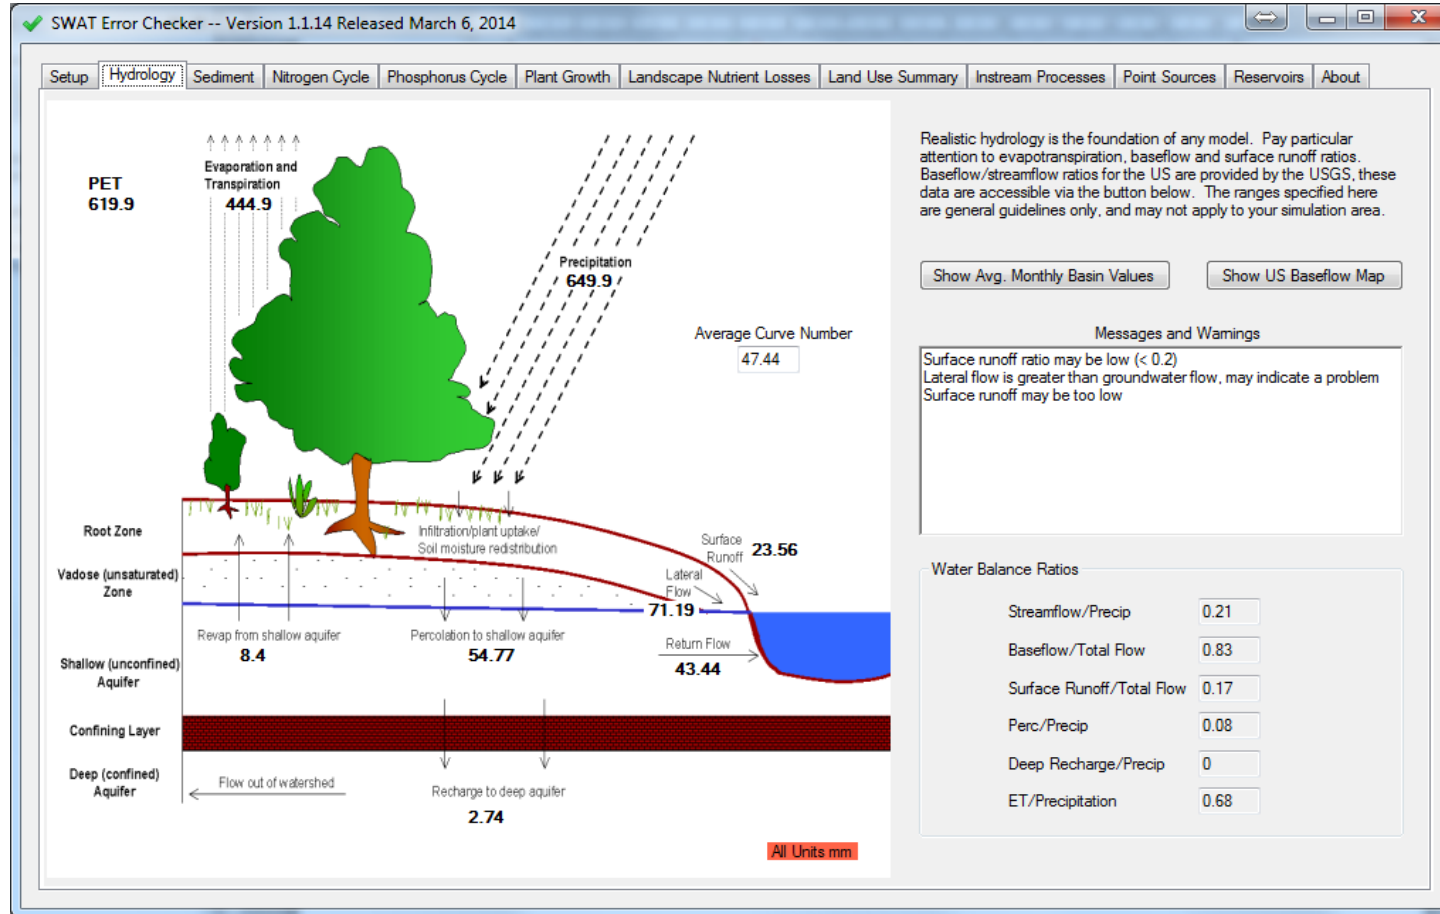 SWAT Error Checker -- Version 1.1.14 Released March 6, 2014
Setup Hydrology Sediment Nitrogen Cycle Phosphorus Cycle Plant Growth Landscape Nutrient Losses Land Use Summary Instream Processes Point Sources Reservoirs About
PET
619.9
Evaporation and
Transpiration
444.9
Precipitation
649.9
Average Curve Number
47.44
Root Zone
Infiltration/plant uptake/
Soil moisture redistribution
Surface
Runoff
23.56
Vadose (unsaturated)
Zone
Lateral
Flow
71.19
Revap from shallow aquifer
8.4
Percolation to shallow aquifer
54.77
Return Flow
43.44
Shallow (unconfined)
Aquifer
Confining Layer
Deep (confined)
Aquifer
Flow out of watershed
Recharge to deep aquifer
2.74
All Units mm
Realistic hydrology is the foundation of any model. Pay particular
attention to evapotranspiration, baseflow and surface runoff ratios.
Baseflow/streamflow ratios for the US are provided by the USGS, these
data are accessible via the button below. The ranges specified here
are general guidelines only, and may not apply to your simulation area.
Show Avg. Monthly Basin Values
Show US Baseflow Map
Messages and Warnings
Surface runoff ratio may be low (< 0.2)
Lateral flow is greater than groundwater flow, may indicate a problem
Surface runoff may be too low
Water Balance Ratios
Streamflow/Precip 0.21
Baseflow/Total Flow 0.83
Surface Runoff/Total Flow 0.17
Perc/Precip 0.08
Deep Recharge/Precip 0
ET/Precipitation 0.68